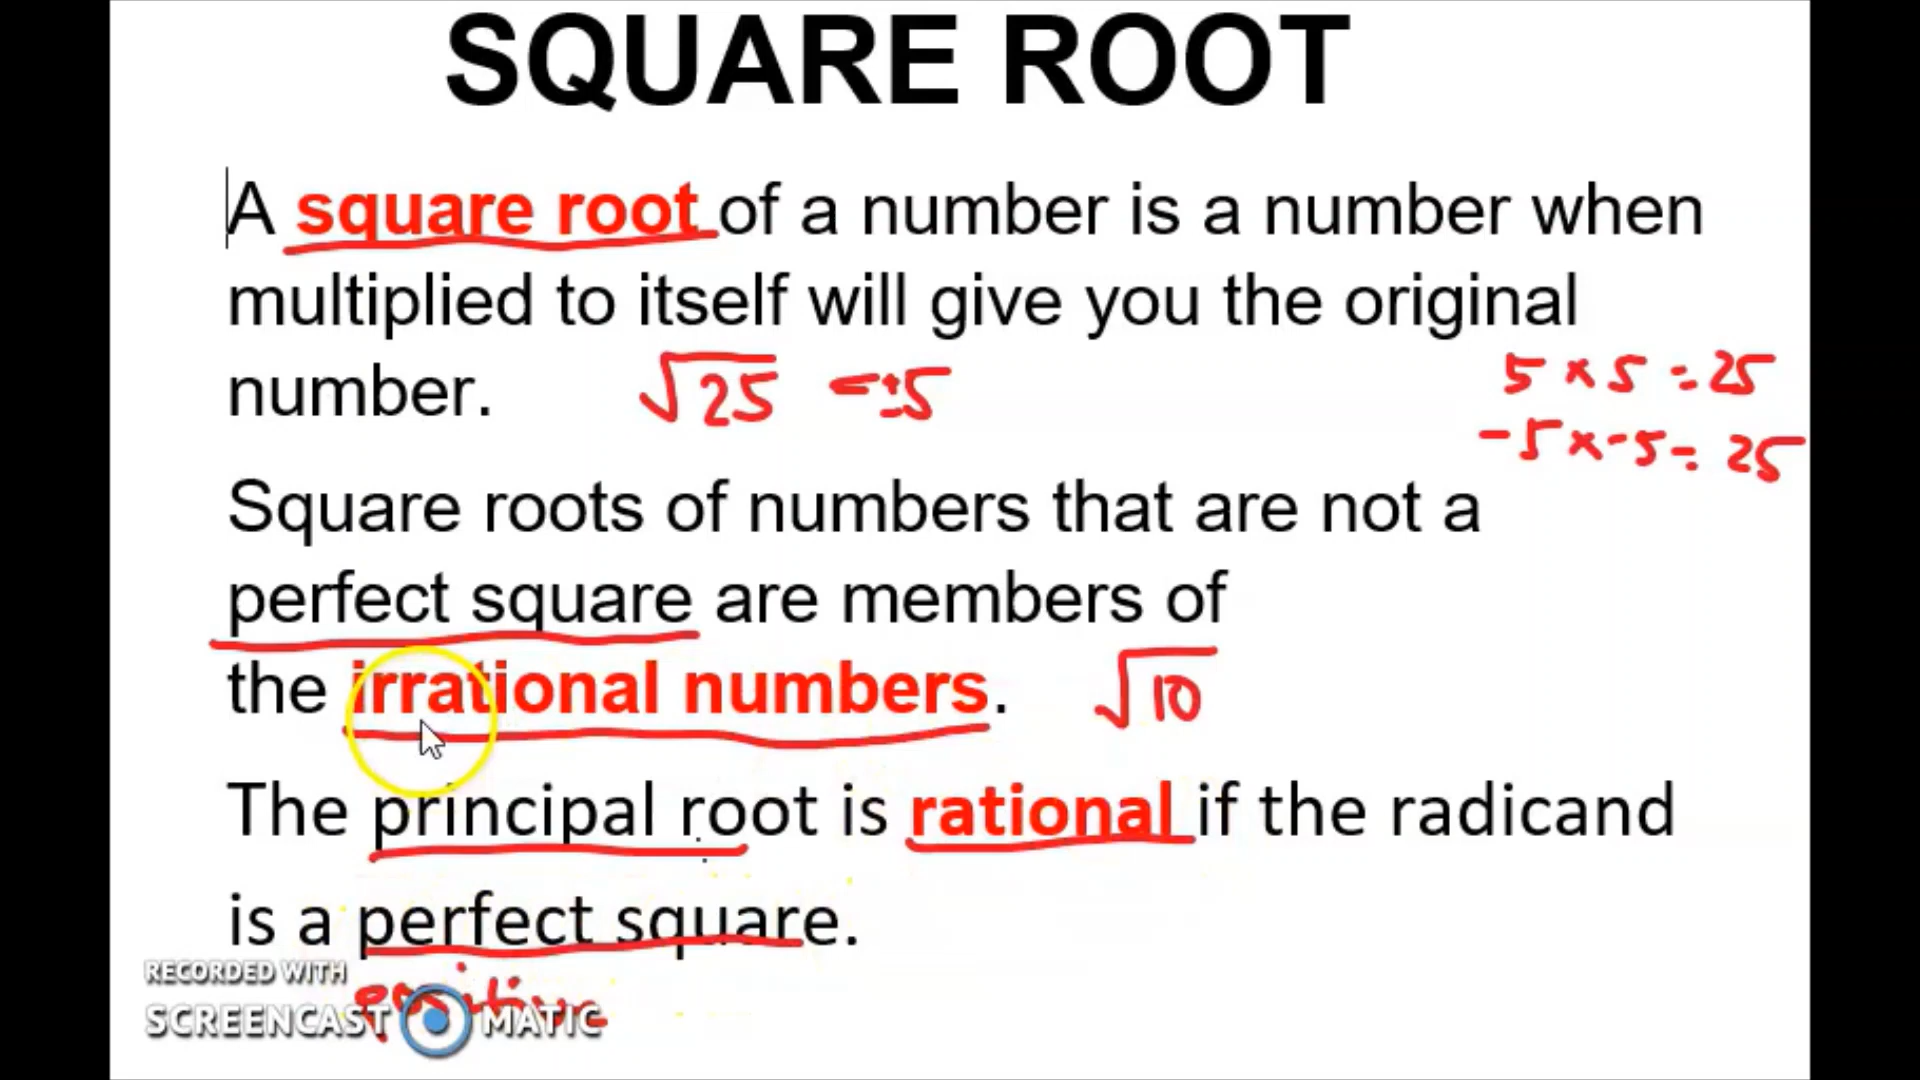 SQUARE ROOT
A square root of a number is a number when
multiplied to itself will give you the original
number. √25 = ±5
5 × 5 = 25
-5 × -5 = 25
Square roots of numbers that are not a
perfect square are members of
the irrational numbers. √10
The principal root is rational if the radicand
is a perfect square.
positive
RECORDED WITH
SCREENCAST MATIC